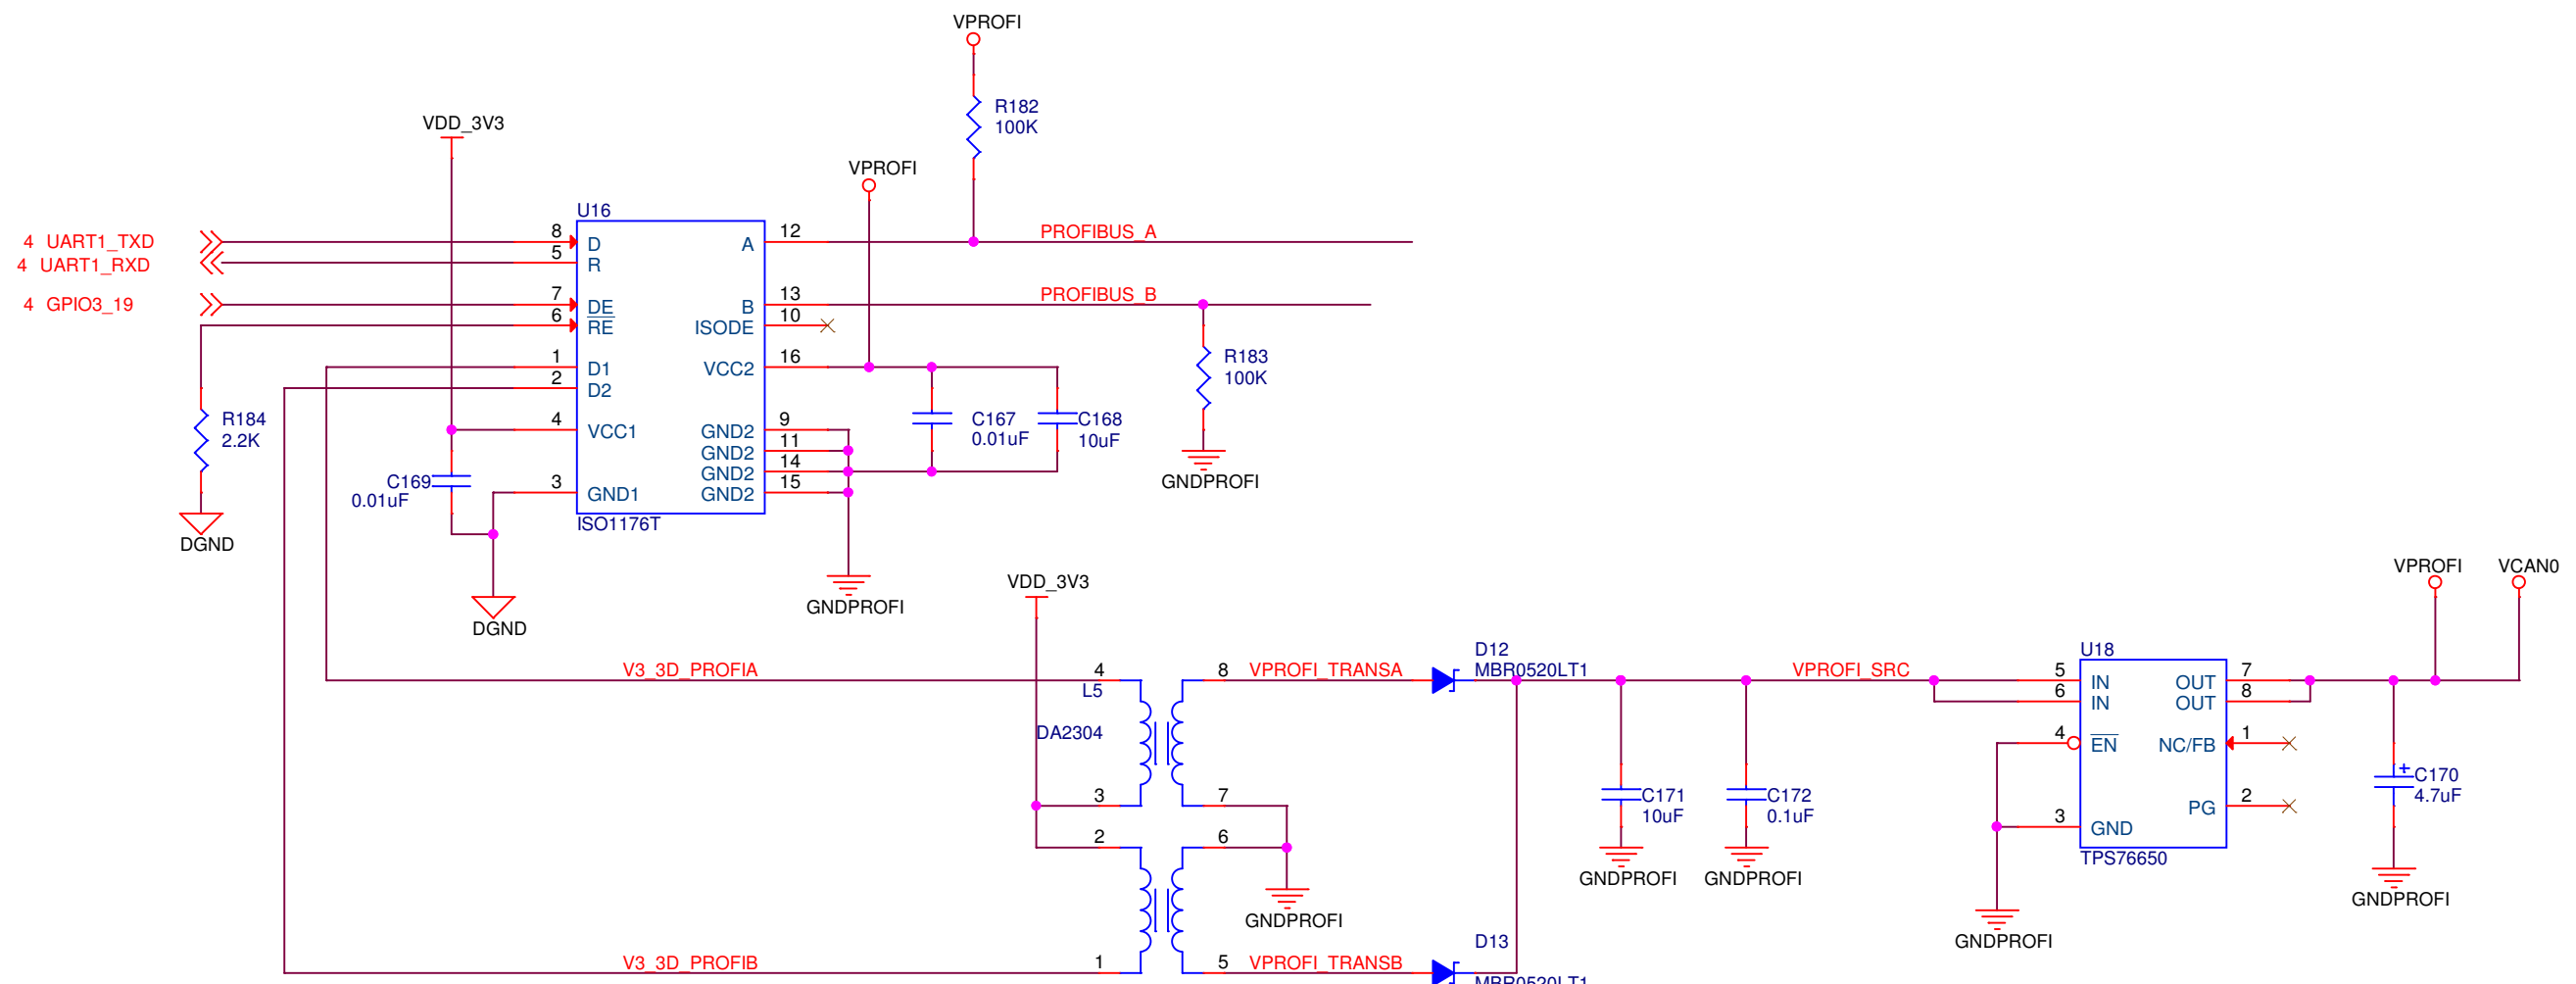 VPROFI
R182
100K
VDD_3V3
VPROFI
U16
4 UART1_TXD
8
D
A
12
PROFIBUS_A
4 UART1_RXD
5
R
4 GPIO3_19
7
DE
B
13
PROFIBUS_B
6
RE
ISODE
10
1
D1
VCC2
16
R183
100K
2
D2
R184
2.2K
4
VCC1
GND2
9
C167
0.01uF
C168
10uF
GND2
11
GND2
14
C169
0.01uF
3
GND1
GND2
15
GNDPROFI
ISO1176T
DGND
DGND
GNDPROFI
VDD_3V3
VPROFI
VCAN0
V3_3D_PROFIA
4
L5
8
VPROFI_TRANSA
D12
MBR0520LT1
VPROFI_SRC
U18
5
IN
OUT
7
6
IN
OUT
8
DA2304
4
EN
NC/FB
1
3
7
C171
10uF
C172
0.1uF
PG
2
C170
4.7uF
2
6
3
GND
TPS76650
GNDPROFI
GNDPROFI
GNDPROFI
GNDPROFI
GNDPROFI
V3_3D_PROFIB
1
5
VPROFI_TRANSB
D13
MBR0520LT1